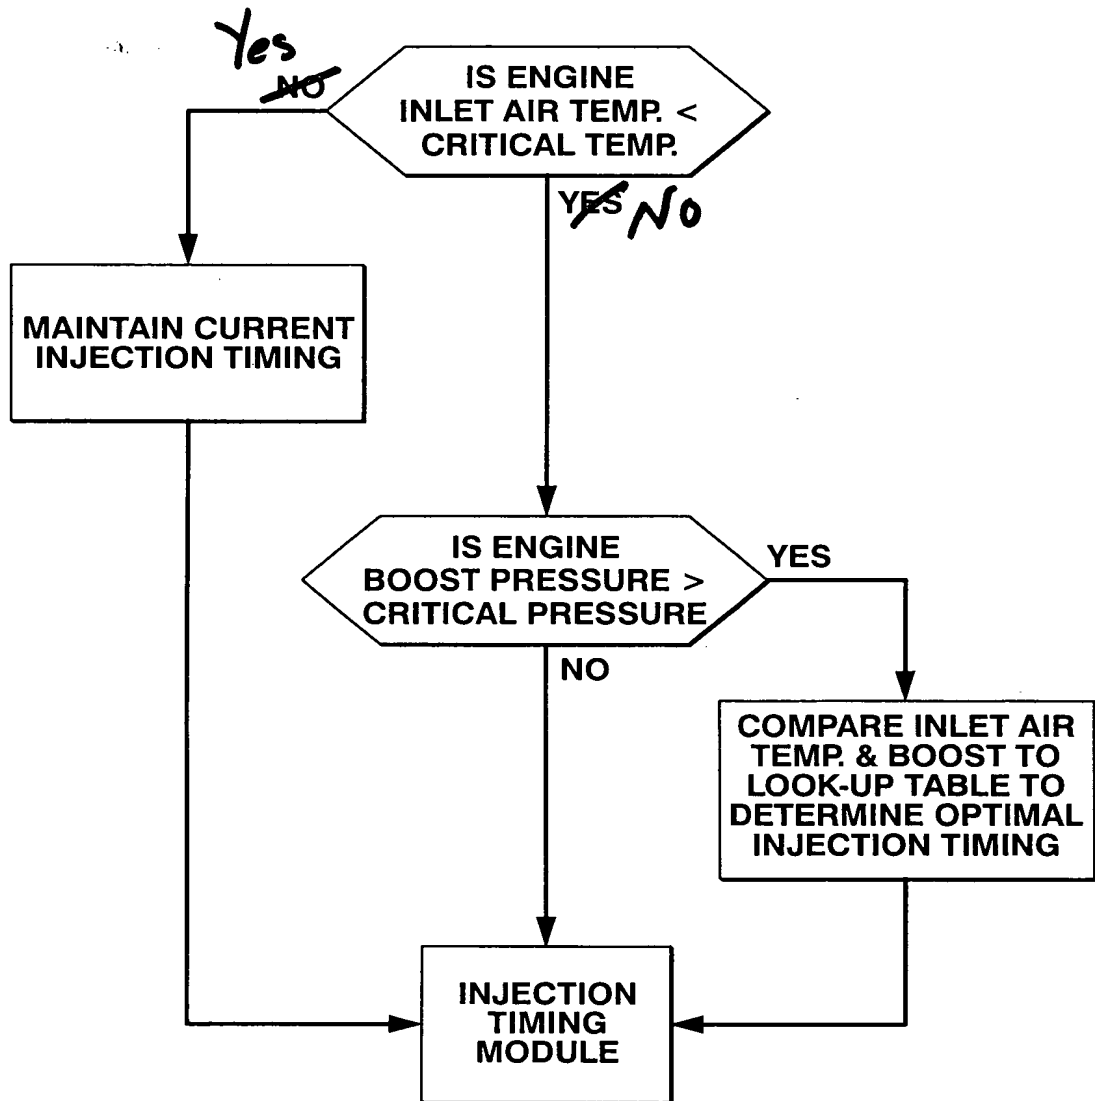 Yes
NO
IS ENGINE
INLET AIR TEMP. <
CRITICAL TEMP.
YES No
MAINTAIN CURRENT
INJECTION TIMING
IS ENGINE
BOOST PRESSURE >
CRITICAL PRESSURE
YES
NO
COMPARE INLET AIR
TEMP. & BOOST TO
LOOK-UP TABLE TO
DETERMINE OPTIMAL
INJECTION TIMING
INJECTION
TIMING
MODULE